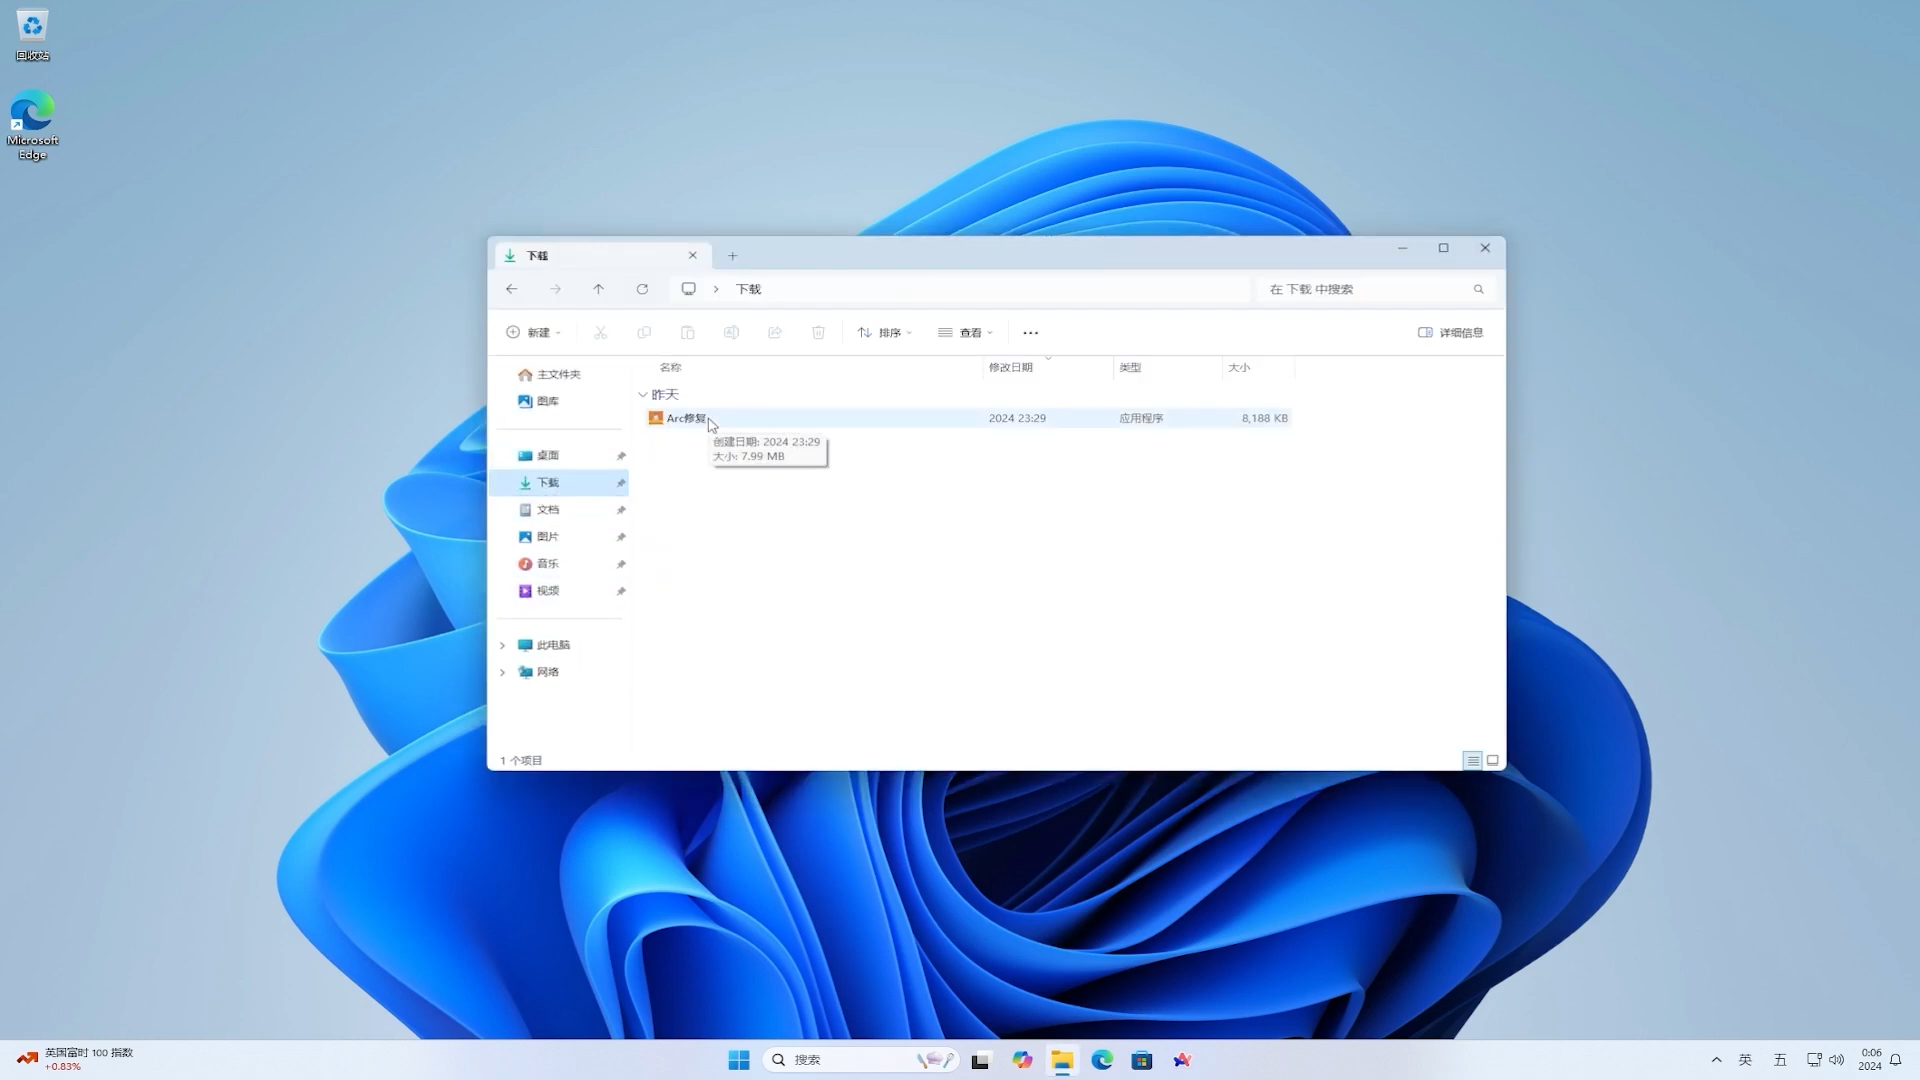 回收站
Microsoft
Edge
下载
下载
在 下载 中搜索
新建
排序
查看
详细信息
名称
修改日期
类型
大小
主文件夹
图库
昨天
Arc修复
2024 23:29
应用程序
8,188 KB
创建日期: 2024 23:29
大小: 7.99 MB
桌面
下载
文档
图片
音乐
视频
此电脑
网络
1 个项目
英国富时 100 指数
+0.83%
搜索
英
五
0:06
2024